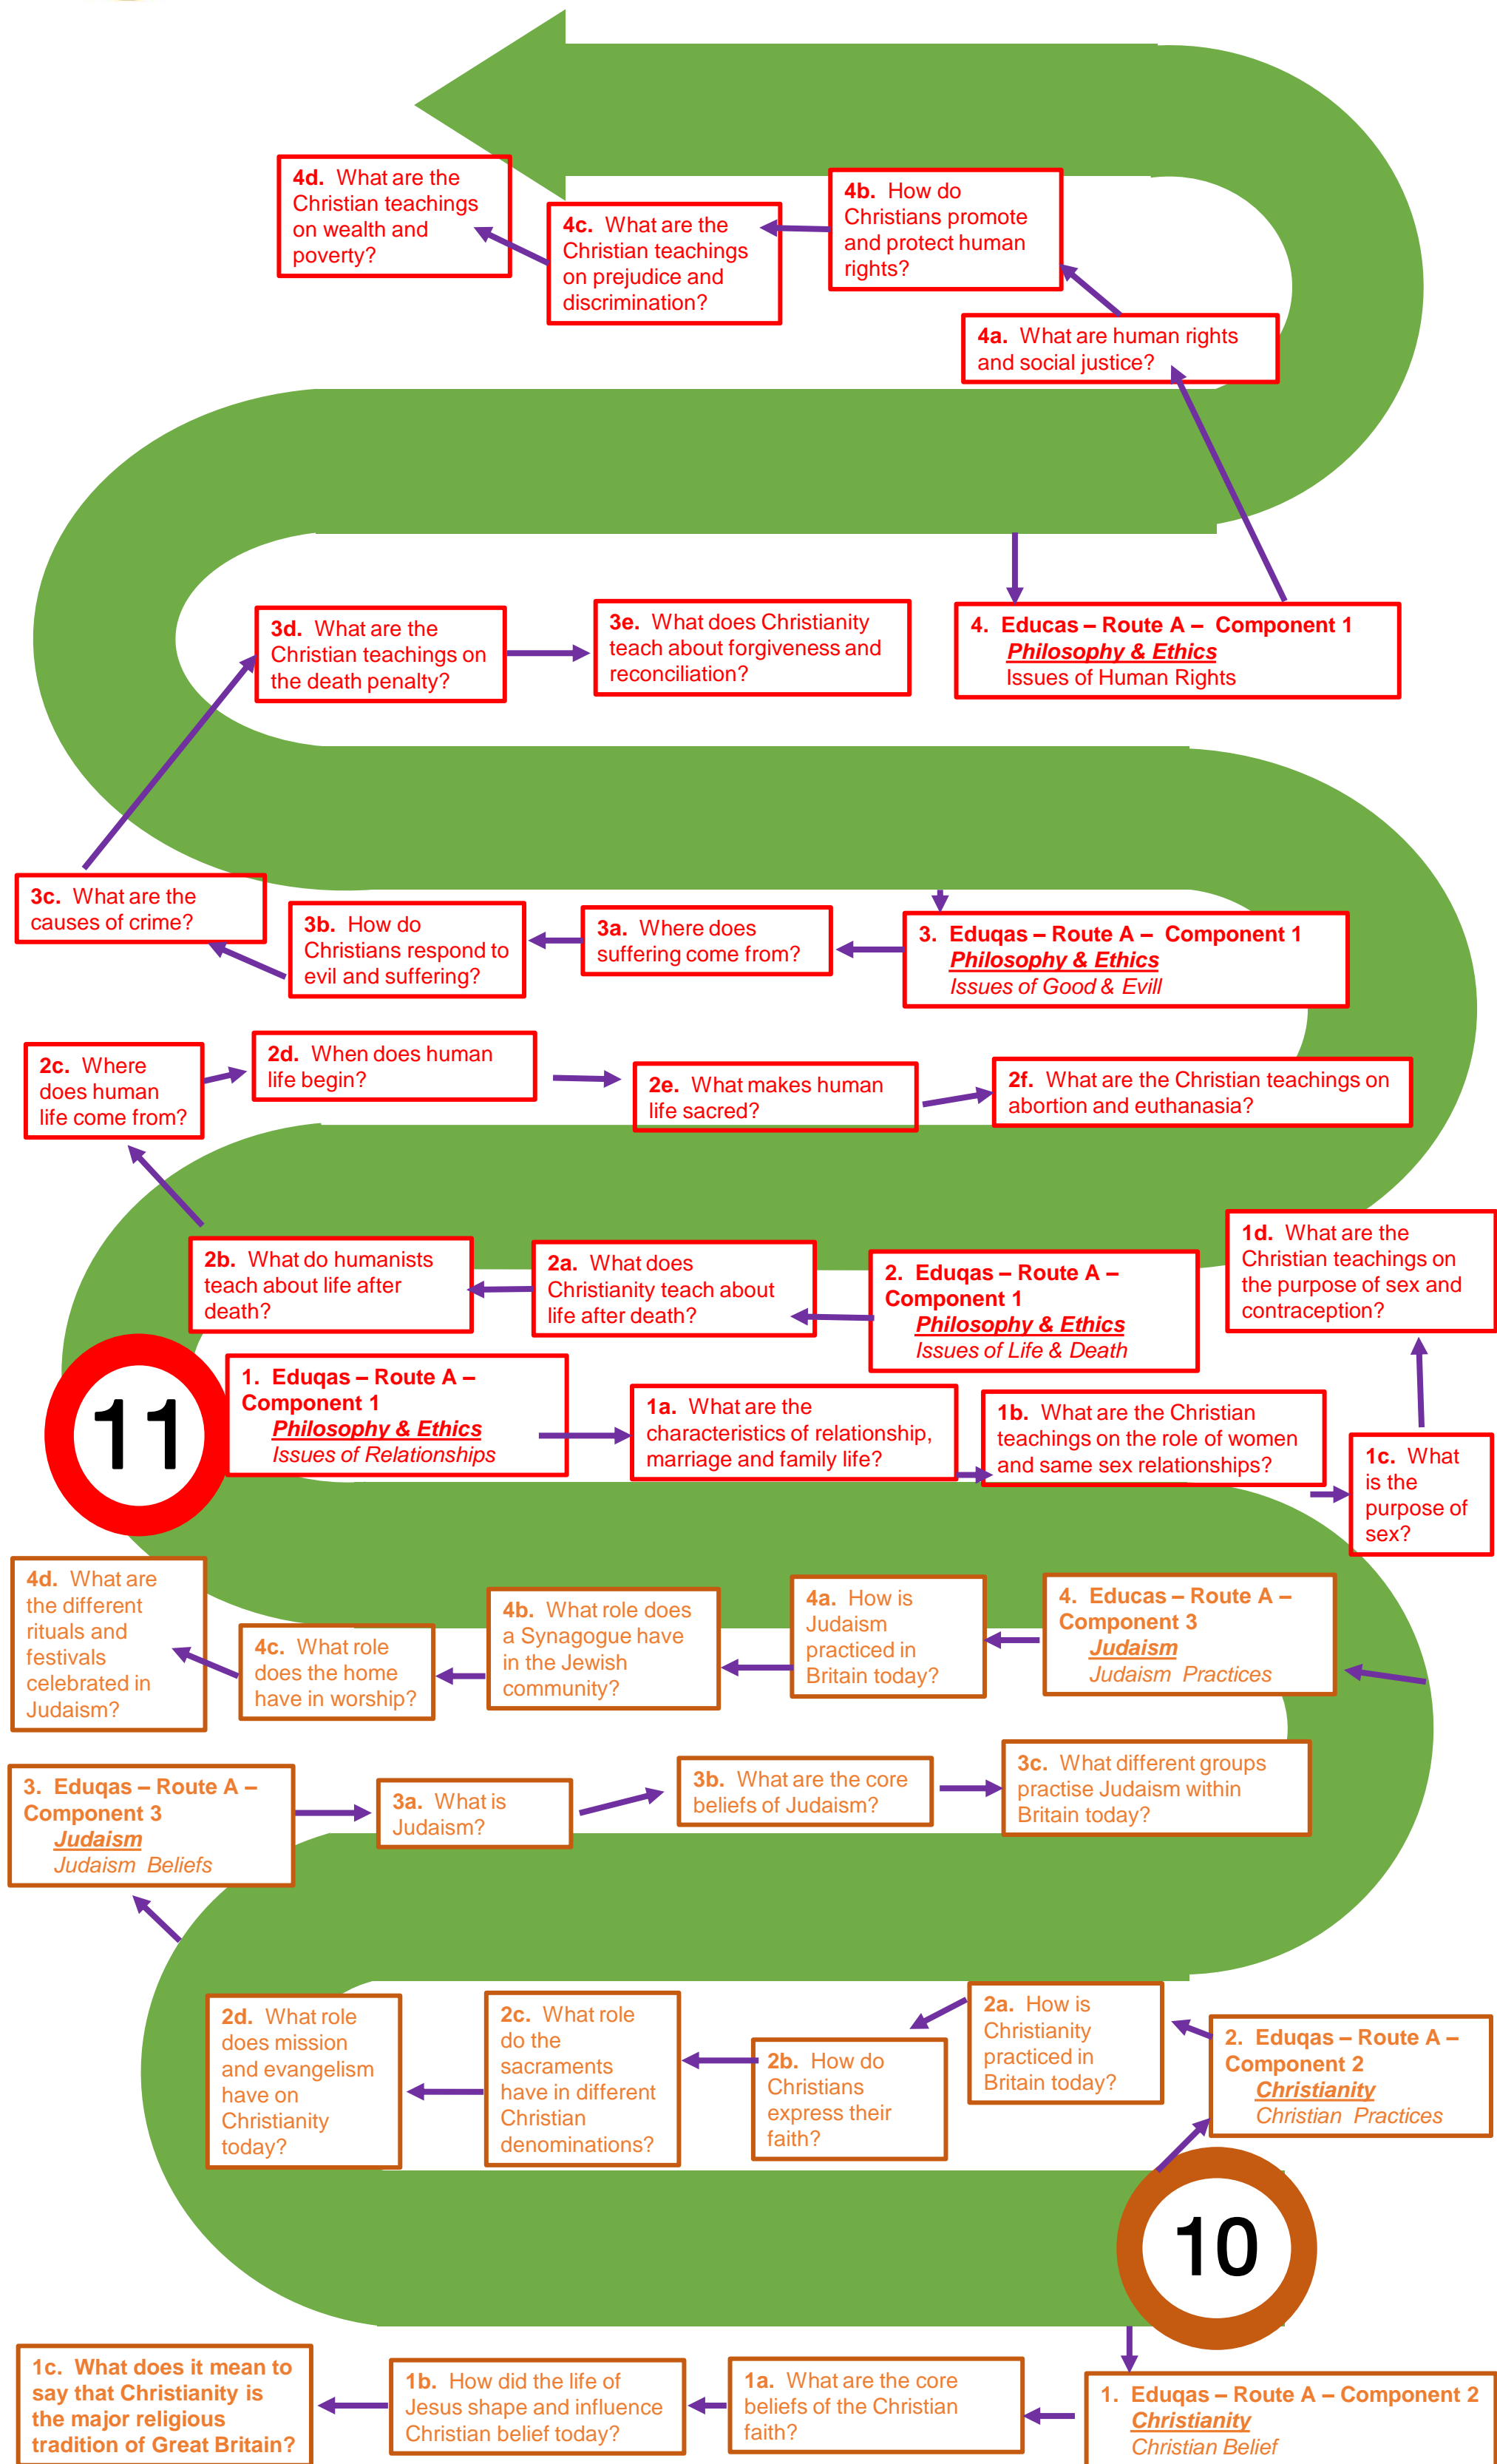 4d. What are the
Christian teachings
on wealth and
poverty?
4c. What are the
Christian teachings
on prejudice and
discrimination?
4b. How do
Christians promote
and protect human
rights?
4a. What are human rights
and social justice?
3d. What are the
Christian teachings on
the death penalty?
3e. What does Christianity
teach about forgiveness and
reconciliation?
4. Educas – Route A – Component 1
Philosophy & Ethics
Issues of Human Rights
3c. What are the
causes of crime?
3b. How do
Christians respond to
evil and suffering?
3a. Where does
suffering come from?
3. Eduqas – Route A – Component 1
Philosophy & Ethics
Issues of Good & Evill
2c. Where
does human
life come from?
2d. When does human
life begin?
2e. What makes human
life sacred?
2f. What are the Christian teachings on
abortion and euthanasia?
2b. What do humanists
teach about life after
death?
2a. What does
Christianity teach about
life after death?
2. Eduqas – Route A –
Component 1
Philosophy & Ethics
Issues of Life & Death
1d. What are the
Christian teachings on
the purpose of sex and
contraception?
11
1. Eduqas – Route A –
Component 1
Philosophy & Ethics
Issues of Relationships
1a. What are the
characteristics of relationship,
marriage and family life?
1b. What are the Christian
teachings on the role of women
and same sex relationships?
1c. What
is the
purpose of
sex?
4d. What are
the different
rituals and
festivals
celebrated in
Judaism?
4c. What role
does the home
have in worship?
4b. What role does
a Synagogue have
in the Jewish
community?
4a. How is
Judaism
practiced in
Britain today?
4. Educas – Route A –
Component 3
Judaism
Judaism Practices
3. Eduqas – Route A –
Component 3
Judaism
Judaism Beliefs
3a. What is
Judaism?
3b. What are the core
beliefs of Judaism?
3c. What different groups
practise Judaism within
Britain today?
2d. What role
does mission
and evangelism
have on
Christianity
today?
2c. What role
do the
sacraments
have in different
Christian
denominations?
2b. How do
Christians
express their
faith?
2a. How is
Christianity
practiced in
Britain today?
2. Eduqas – Route A –
Component 2
Christianity
Christian Practices
10
1c. What does it mean to
say that Christianity is
the major religious
tradition of Great Britain?
1b. How did the life of
Jesus shape and influence
Christian belief today?
1a. What are the core
beliefs of the Christian
faith?
1. Eduqas – Route A – Component 2
Christianity
Christian Belief